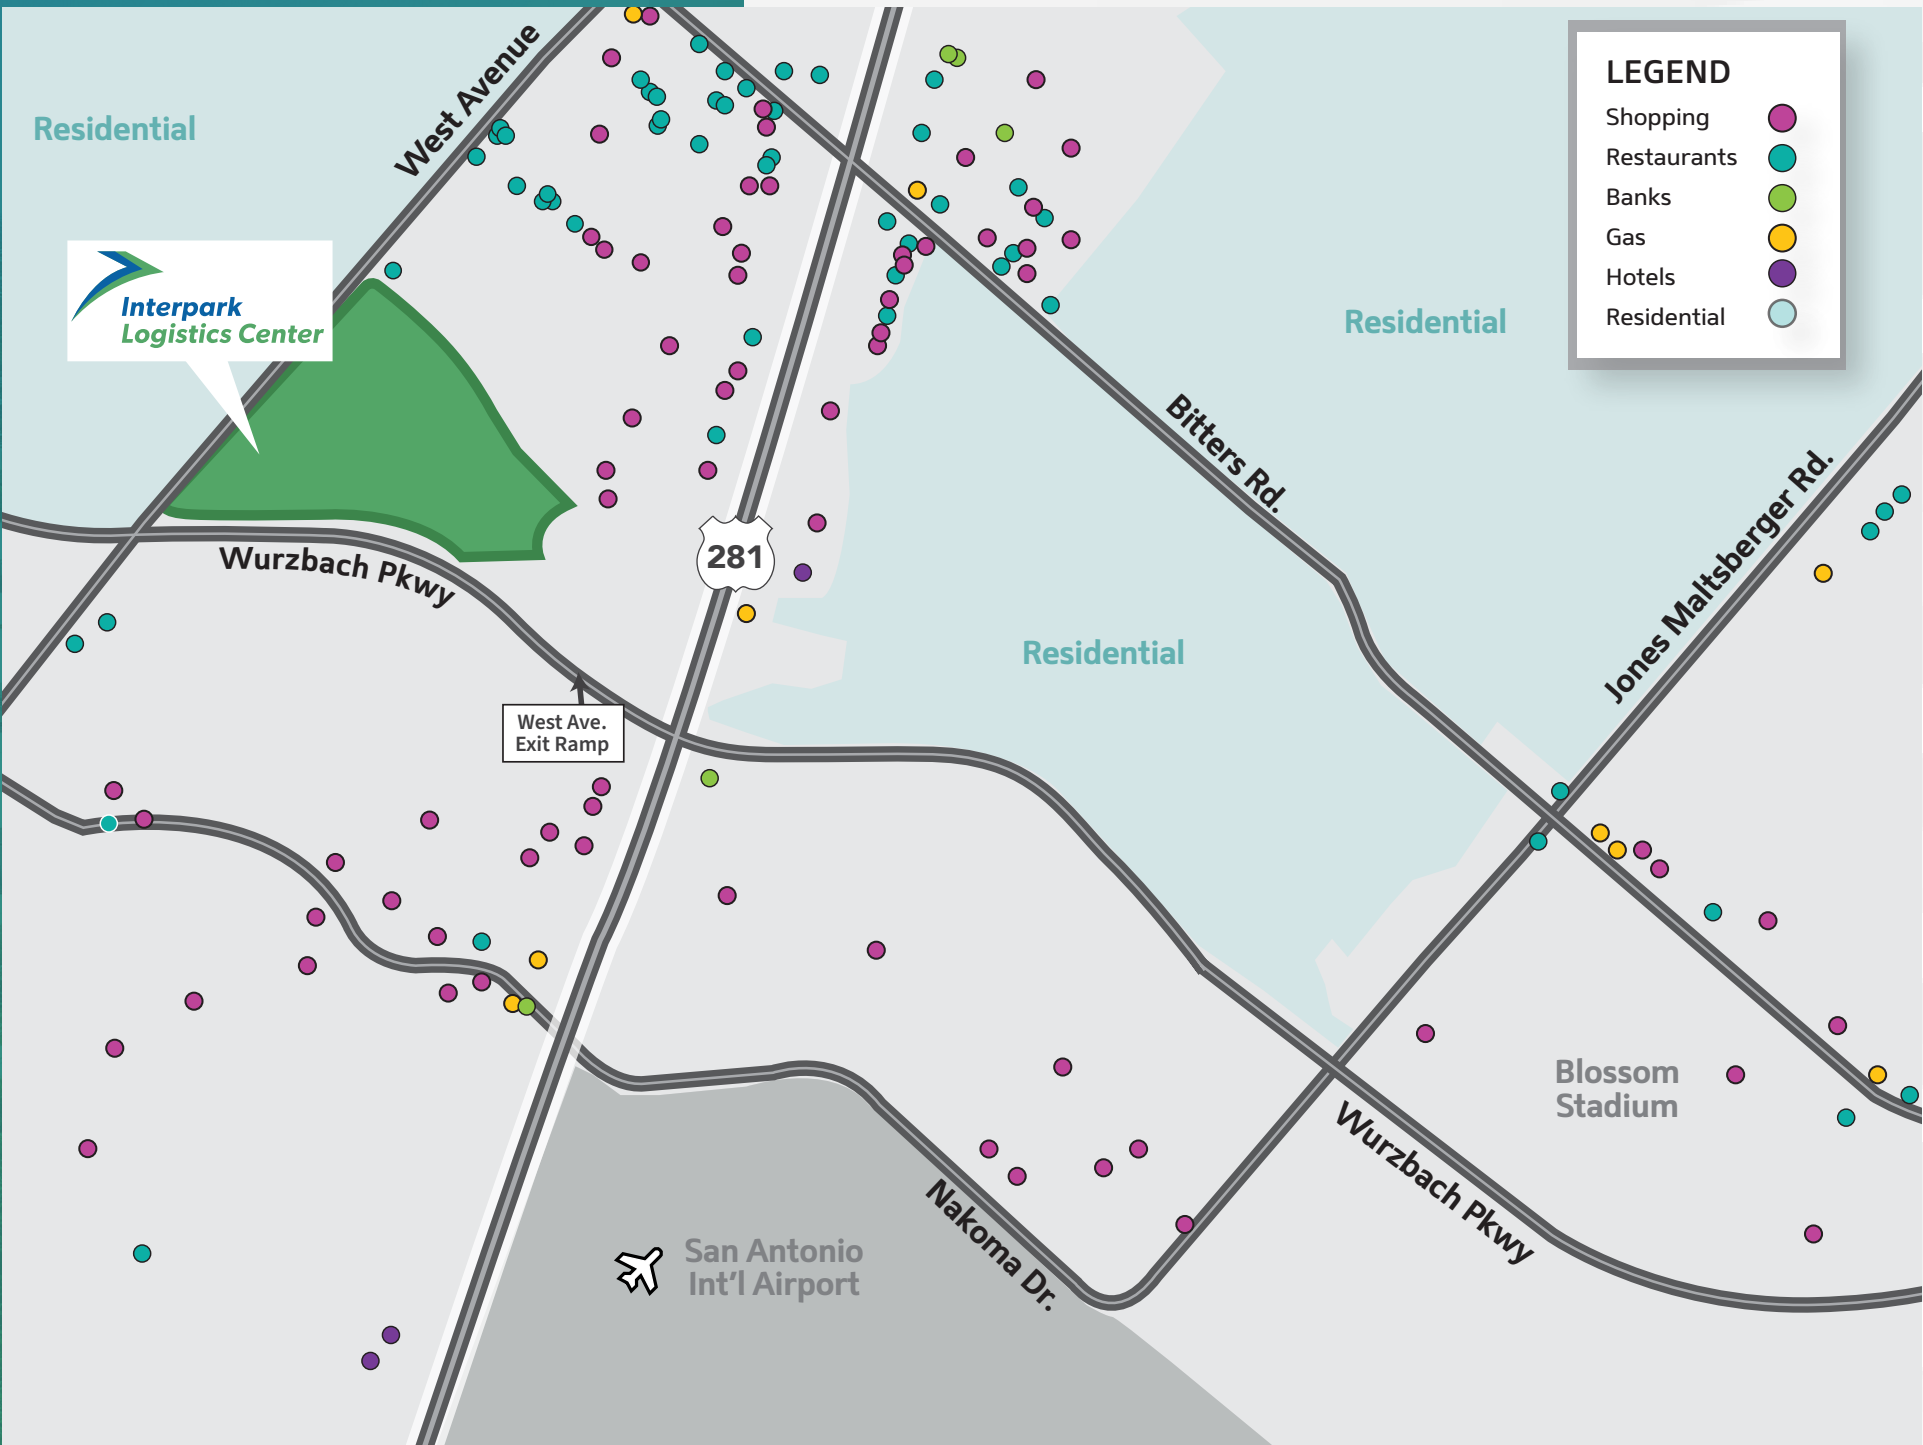 West Avenue
Residential
LEGEND
Shopping
Restaurants
Banks
Gas
Hotels
Residential
Interpark
Logistics Center
Residential
Bitters Rd.
Jones Maltsberger Rd.
281
Wurzbach Pkwy
Residential
West Ave.
Exit Ramp
Blossom
Stadium
Wurzbach Pkwy
Nakoma Dr.
San Antonio
Int'l Airport